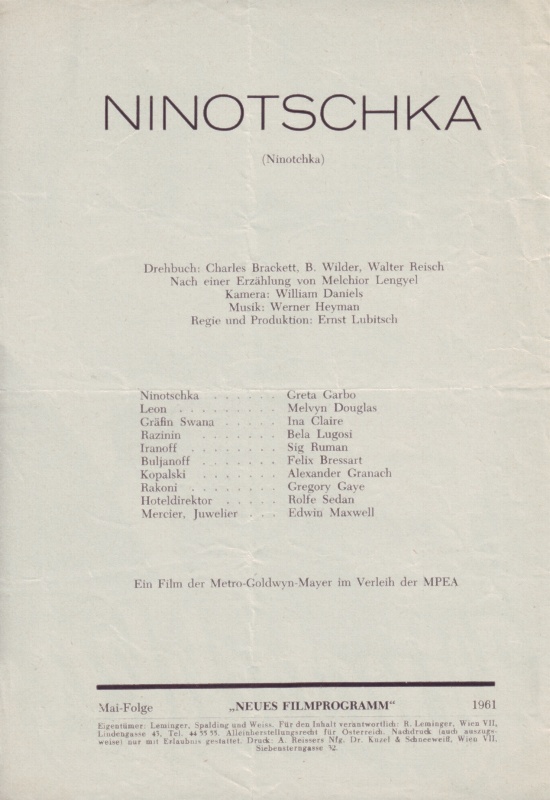 NINOTSCHKA
(Ninotchka)
Drehbuch: Charles Brackett, B. Wilder, Walter Reisch
Nach einer Erzählung von Melchior Lengyel
Kamera: William Daniels
Musik: Werner Heyman
Regie und Produktion: Ernst Lubitsch
Ninotschka . . . . . . Greta Garbo
Leon . . . . . . . . . Melvyn Douglas
Gräfin Swana . . . . . Ina Claire
Razinin . . . . . . . Bela Lugosi
Iranoff . . . . . . . . Sig Ruman
Buljanoff . . . . . . . Felix Bressart
Kopalski . . . . . . . Alexander Granach
Rakoni . . . . . . . . Gregory Gaye
Hoteldirektor . . . . . Rolfe Sedan
Mercier, Juwelier . . . Edwin Maxwell
Ein Film der Metro-Goldwyn-Mayer im Verleih der MPEA
Mai-Folge „NEUES FILMPROGRAMM“ 1961
Eigentümer: Leminger, Spalding und Weiss. Für den Inhalt verantwortlich: R. Leminger, Wien VII,
Lindengasse 43, Tel. 44 55 55. Alleinherstellungsrecht für Österreich. Nachdruck (auch auszugs-
weise) nur mit Erlaubnis gestattet. Druck: A. Reissers Nfg. Dr. Kuzel & Schneeweiß, Wien VII,
Siebensterngasse 32.